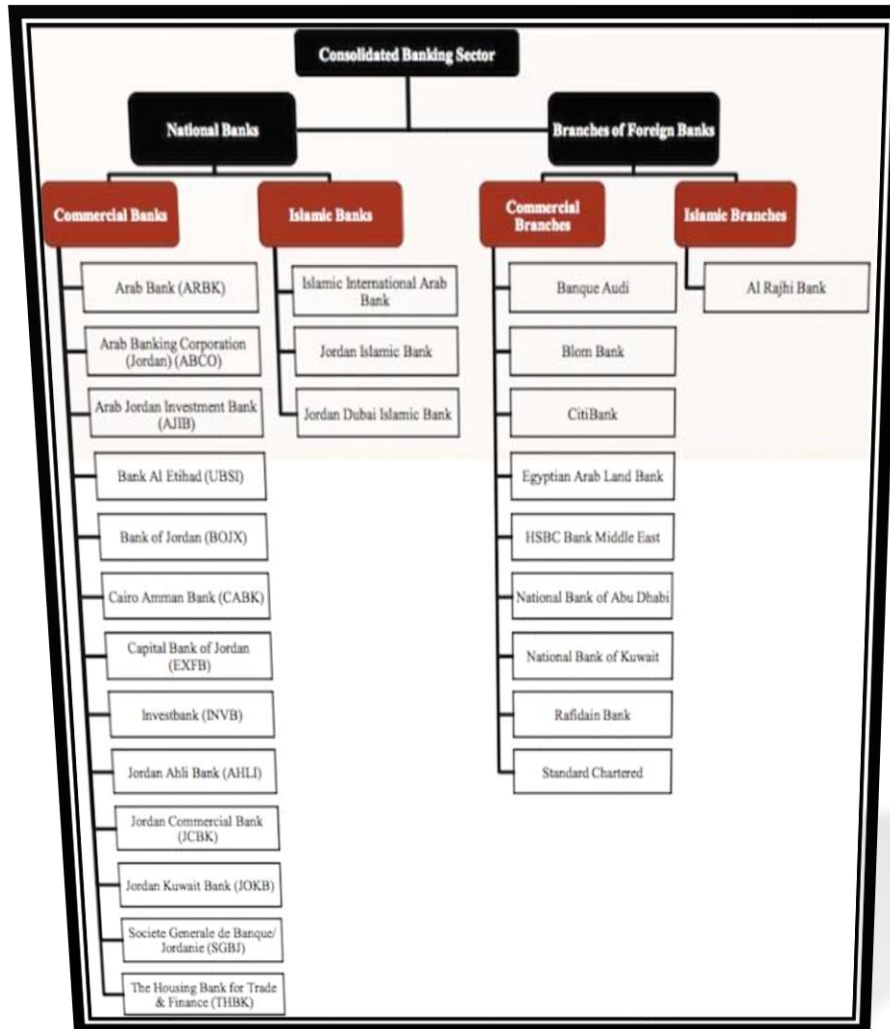 Consolidated Banking Sector
National Banks
Branches of Foreign Banks
Commercial Banks
Islamic Banks
Commercial
Branches
Islamic Branches
Arab Bank (ARBK)
Arab Banking Corporation
(Jordan) (ABCO)
Arab Jordan Investment Bank
(AJIB)
Bank Al Etihad (UBSI)
Bank of Jordan (BOJX)
Cairo Amman Bank (CABK)
Capital Bank of Jordan
(EXFB)
Investbank (INVB)
Jordan Ahli Bank (AHLI)
Jordan Commercial Bank
(JCBK)
Jordan Kuwait Bank (JOKB)
Societe Generale de Banque/
Jordanie (SGBJ)
The Housing Bank for Trade
& Finance (THBK)
Islamic International Arab
Bank
Jordan Islamic Bank
Jordan Dubai Islamic Bank
Banque Audi
Blom Bank
CitiBank
Egyptian Arab Land Bank
HSBC Bank Middle East
National Bank of Abu Dhabi
National Bank of Kuwait
Rafidain Bank
Standard Chartered
Al Rajhi Bank